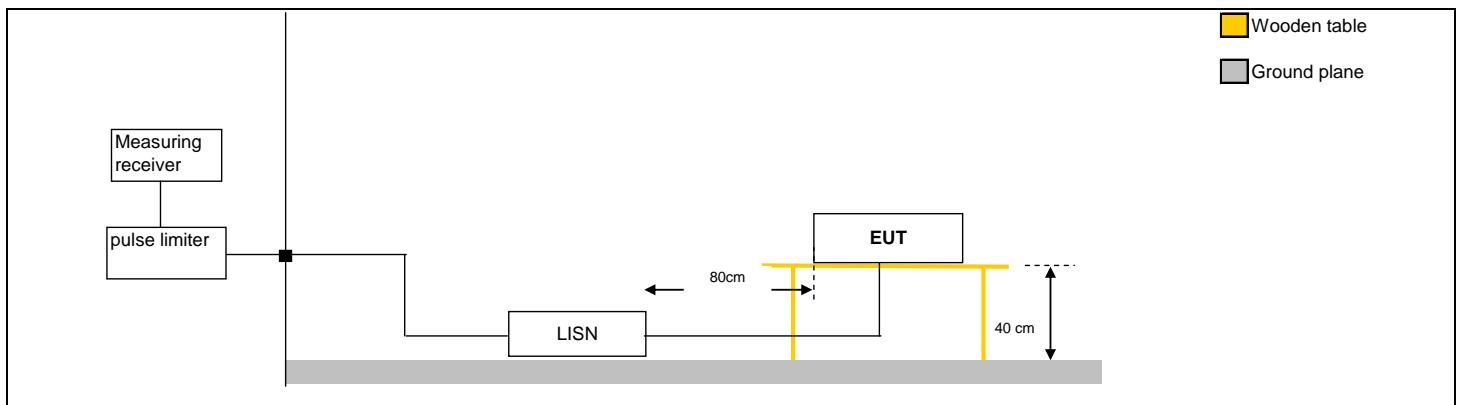 Wooden table
Ground plane
Measuring
receiver
pulse limiter
EUT
80cm
LISN
40 cm